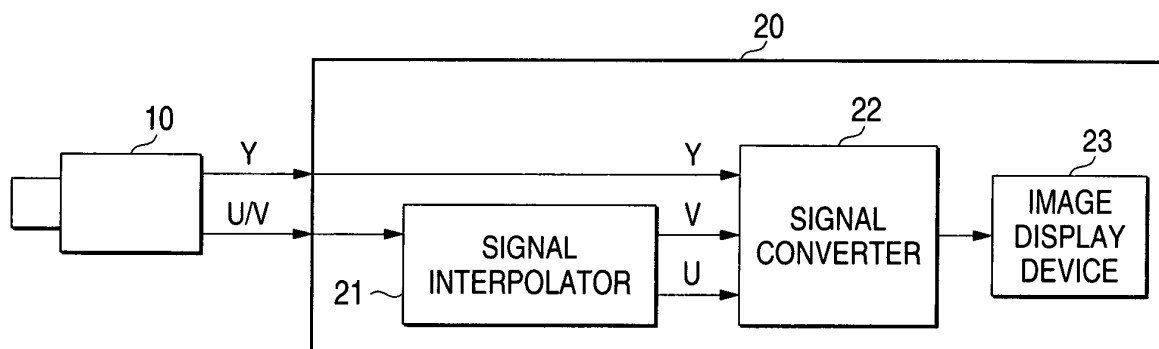 20
10
22
23
Y
Y
U/V
V
U
21
SIGNAL
INTERPOLATOR
SIGNAL
CONVERTER
IMAGE
DISPLAY
DEVICE